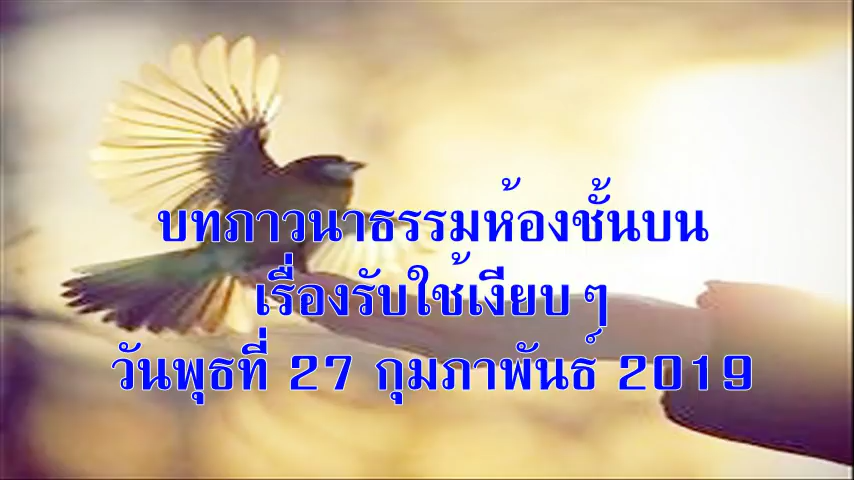 บทภาวนาธรรมห้องชั้นบน
เรื่องรับใช้เงียบๆ
วันพุธที่ 27 กุมภาพันธ์ 2019